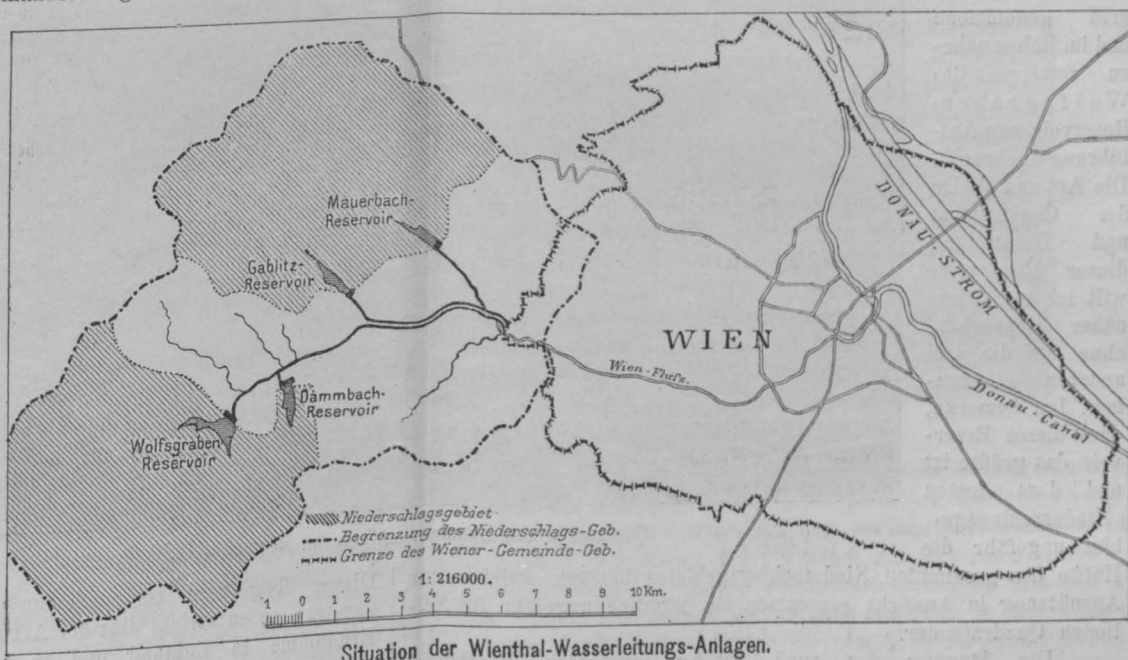 Mauerbach-
Reservoir
Gablitz-
Reservoir
DONAU-STROM
WIEN
Wien-Fluſs.
Dammbach-
Reservoir
Donau-Canal
Wolfsgraben
Reservoir
Niederschlagsgebiet
Begrenzung des Niederschlags-Geb.
Grenze des Wiener-Gemeinde-Geb.
1: 216000.
1 0 1 2 3 4 5 6 7 8 9 10 Km.
Situation der Wienthal-Wasserleitungs-Anlagen.